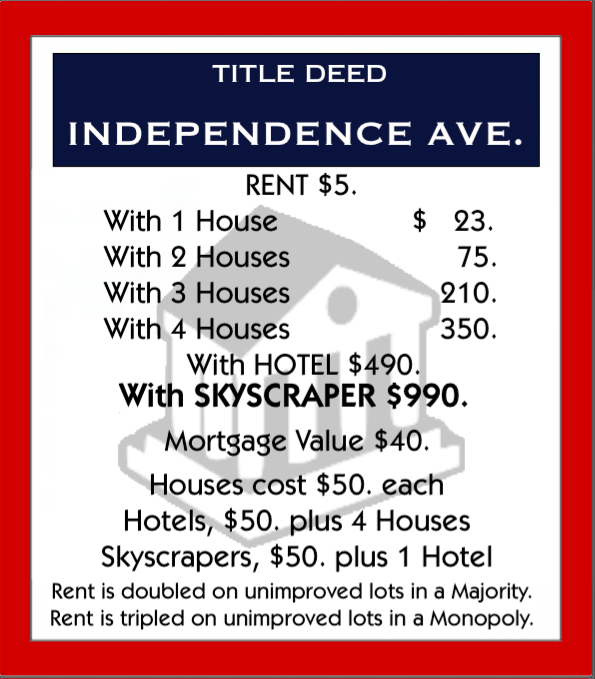 TITLE DEED
INDEPENDENCE AVE.
RENT $5.
With 1 House $ 23.
With 2 Houses 75.
With 3 Houses 210.
With 4 Houses 350.
With HOTEL $490.
With SKYSCRAPER $990.
Mortgage Value $40.
Houses cost $50. each
Hotels, $50. plus 4 Houses
Skyscrapers, $50. plus 1 Hotel
Rent is doubled on unimproved lots in a Majority.
Rent is tripled on unimproved lots in a Monopoly.